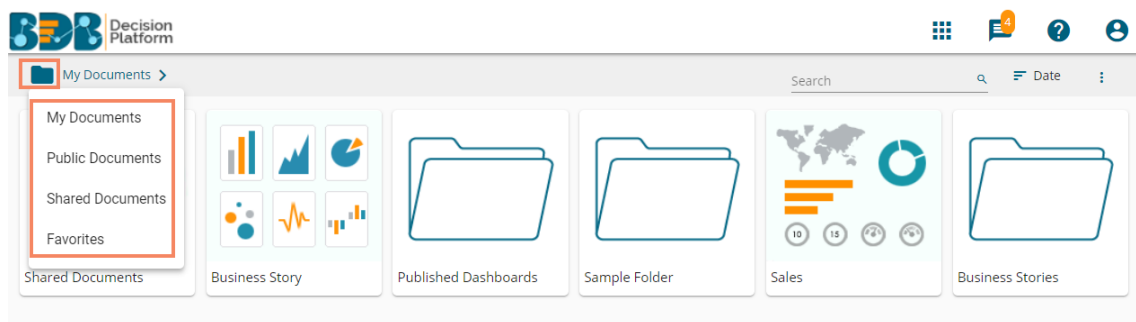 BDB Decision Platform
4
My Documents
Search
Date
My Documents
Public Documents
Shared Documents
Favorites
10 15
Shared Documents
Business Story
Published Dashboards
Sample Folder
Sales
Business Stories